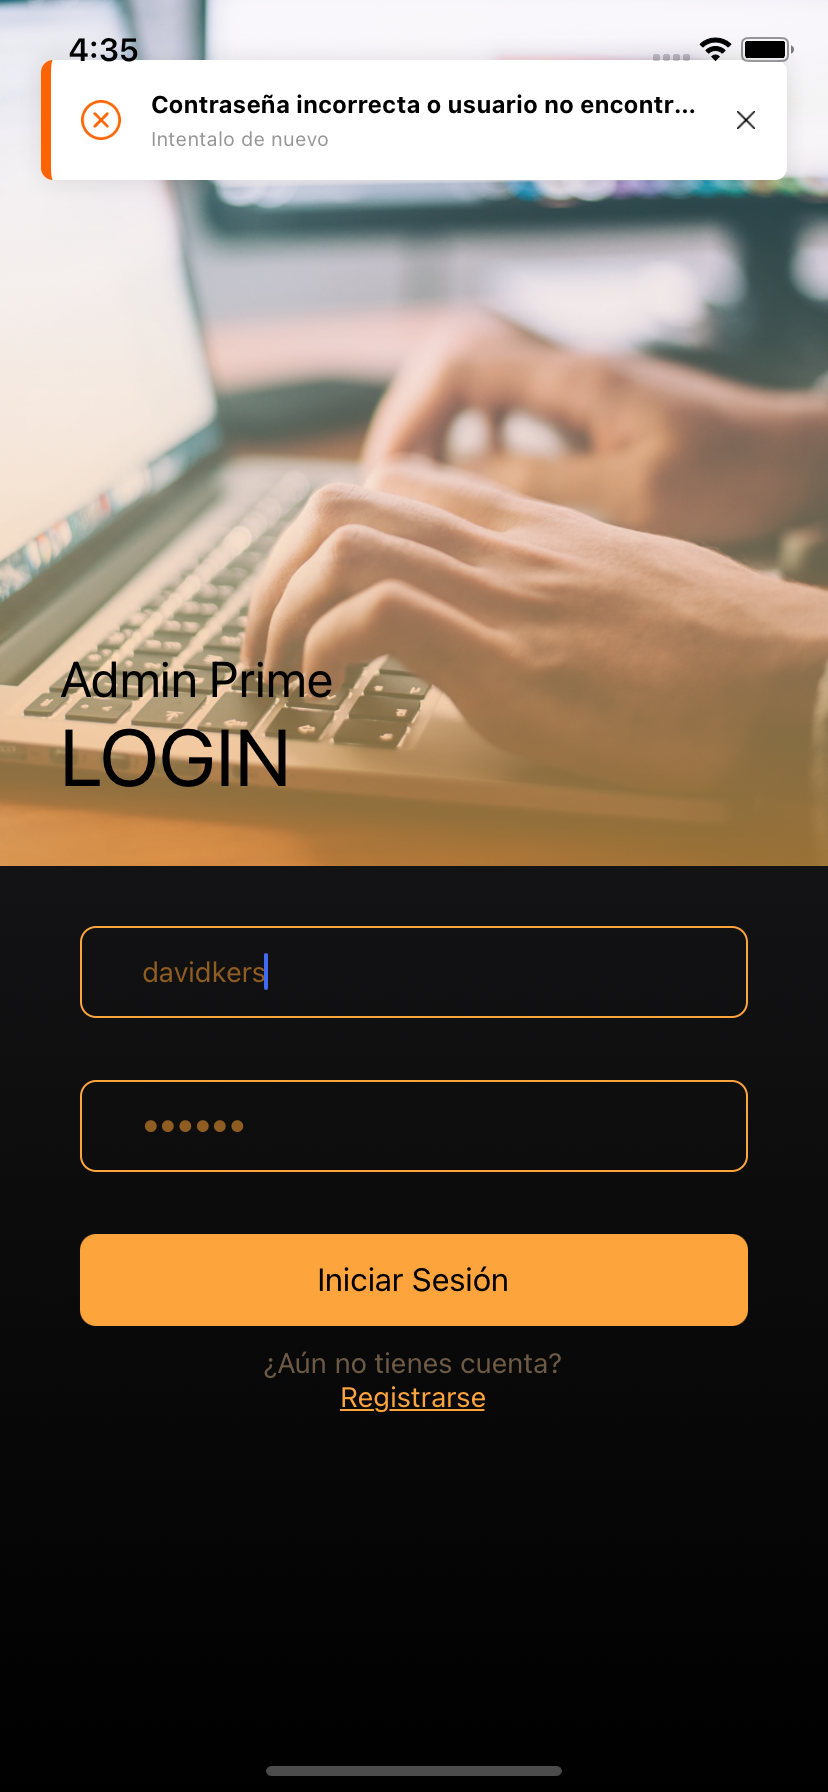 4:35
Contraseña incorrecta o usuario no encontr...
Intentalo de nuevo
Admin Prime
LOGIN
davidkers
••••••
Iniciar Sesión
¿Aún no tienes cuenta?
Registrarse